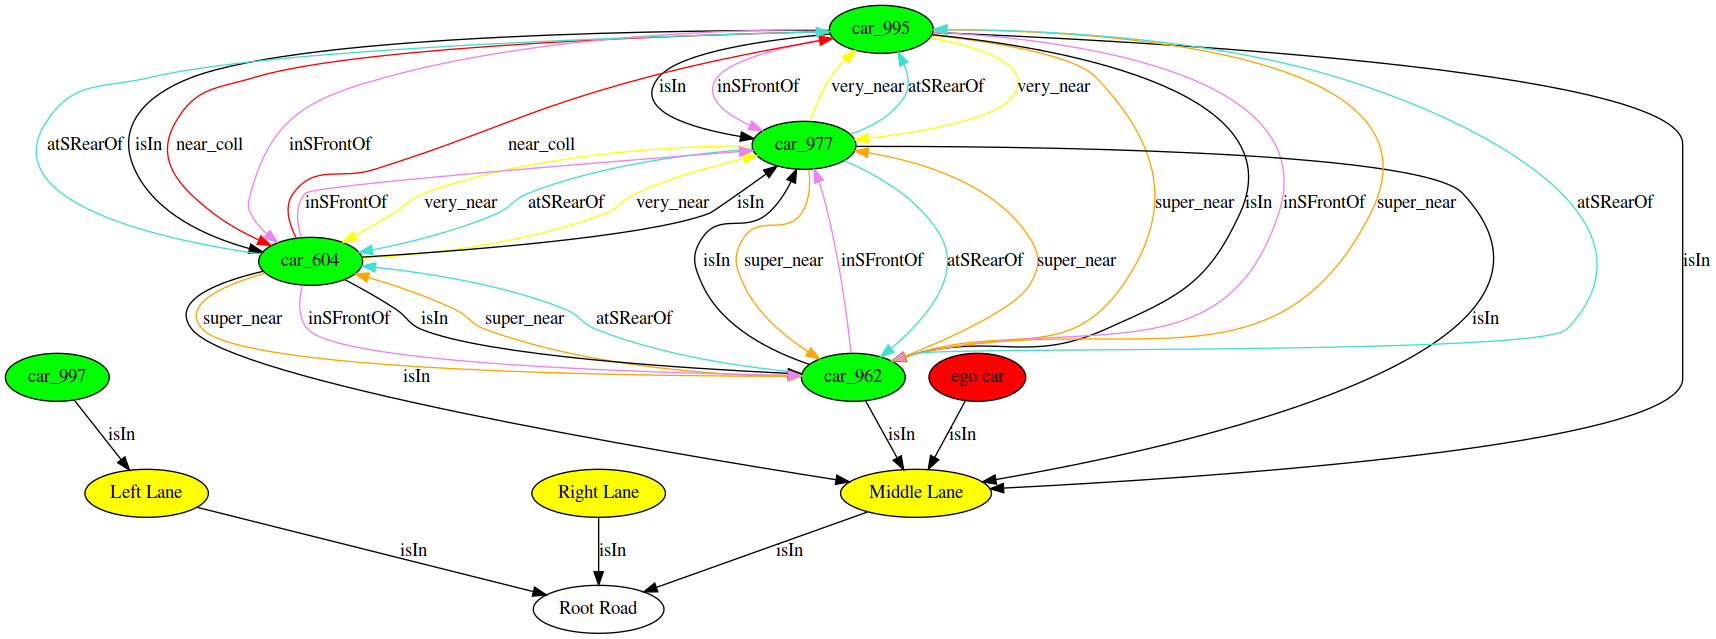 car_995
isIn inSFrontOf very_near atSRearOf very_near
atSRearOf isIn near_coll inSFrontOf near_coll car_977
inSFrontOf very_near atSRearOf very_near isIn super_near isIn inSFrontOf super_near atSRearOf
car_604 isIn super_near inSFrontOf atSRearOf super_near isIn
super_near inSFrontOf isIn super_near atSRearOf isIn
car_997 isIn car_962 ego car
isIn isIn isIn
Left Lane Right Lane Middle Lane
isIn isIn isIn
Root Road